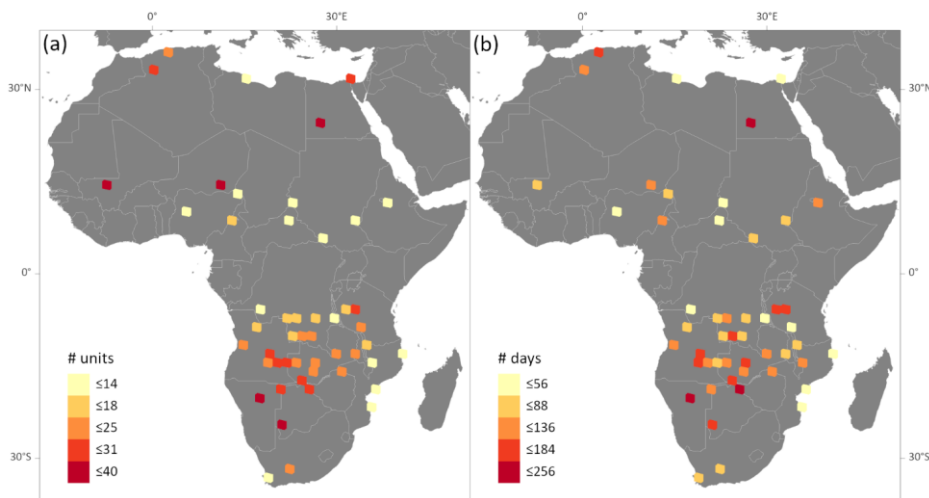 0° 30°E 30°E
(a) (b)
30°N 30°N
0° 0°
# units
≤14
≤18
≤25
≤31
≤40
# days
≤56
≤88
≤136
≤184
≤256
30°S 30°S